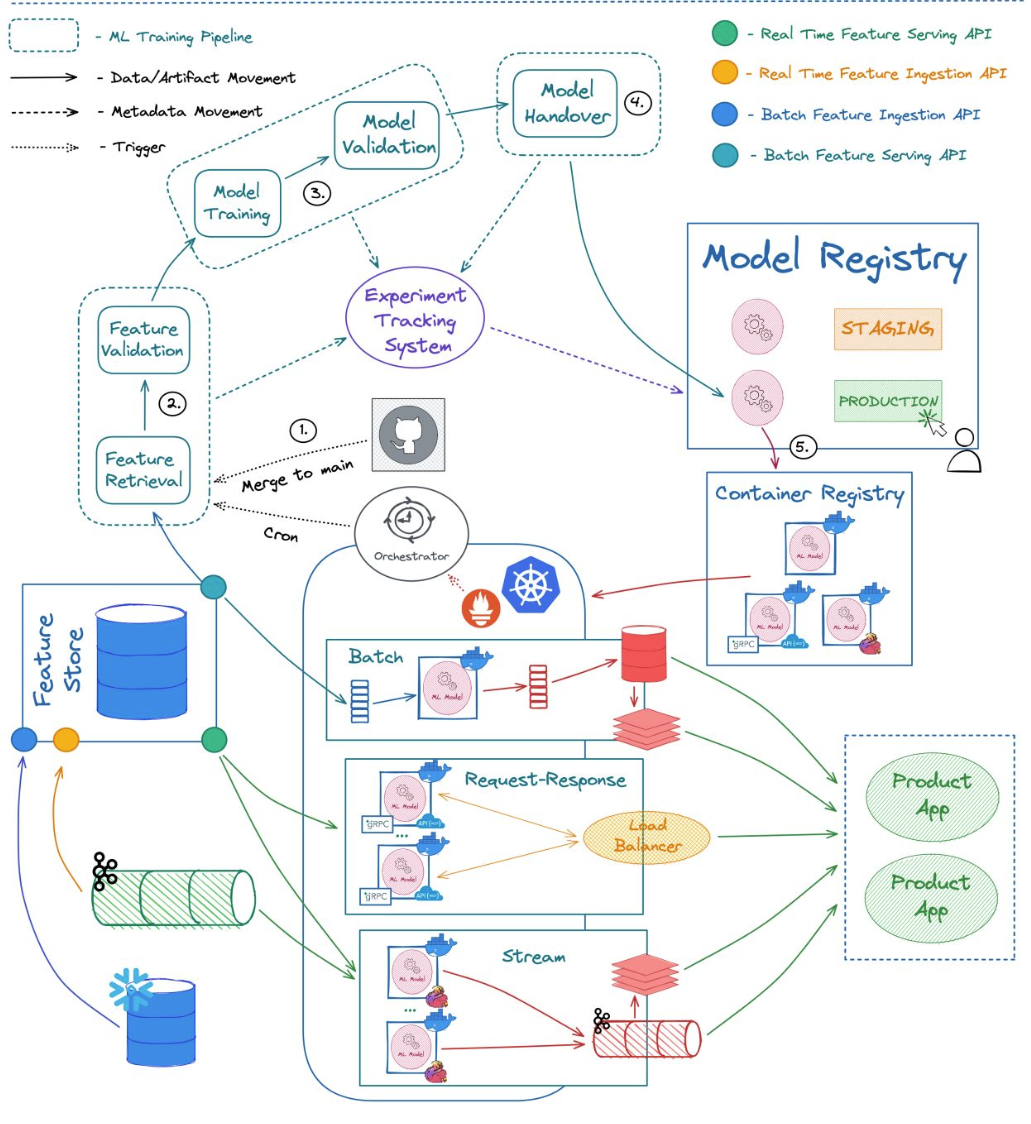 - ML Training Pipeline
- Data/Artifact Movement
- Metadata Movement
- Trigger
- Real Time Feature Serving API
- Real Time Feature Ingestion API
- Batch Feature Ingestion API
- Batch Feature Serving API
Model
Handover
4.
Model
Validation
Model
Training
3.
Model Registry
STAGING
PRODUCTION
5.
Experiment
Tracking
System
Feature
Validation
2.
Feature
Retrieval
1.
Merge to main
Cron
Orchestrator
Container Registry
ML Model
ML Model
gRPC
API
ML Model
Feature
Store
Batch
ML Model
Request-Response
ML Model
gRPC
API
...
ML Model
gRPC
API
Load
Balancer
Product
App
Product
App
Stream
ML Model
...
ML Model